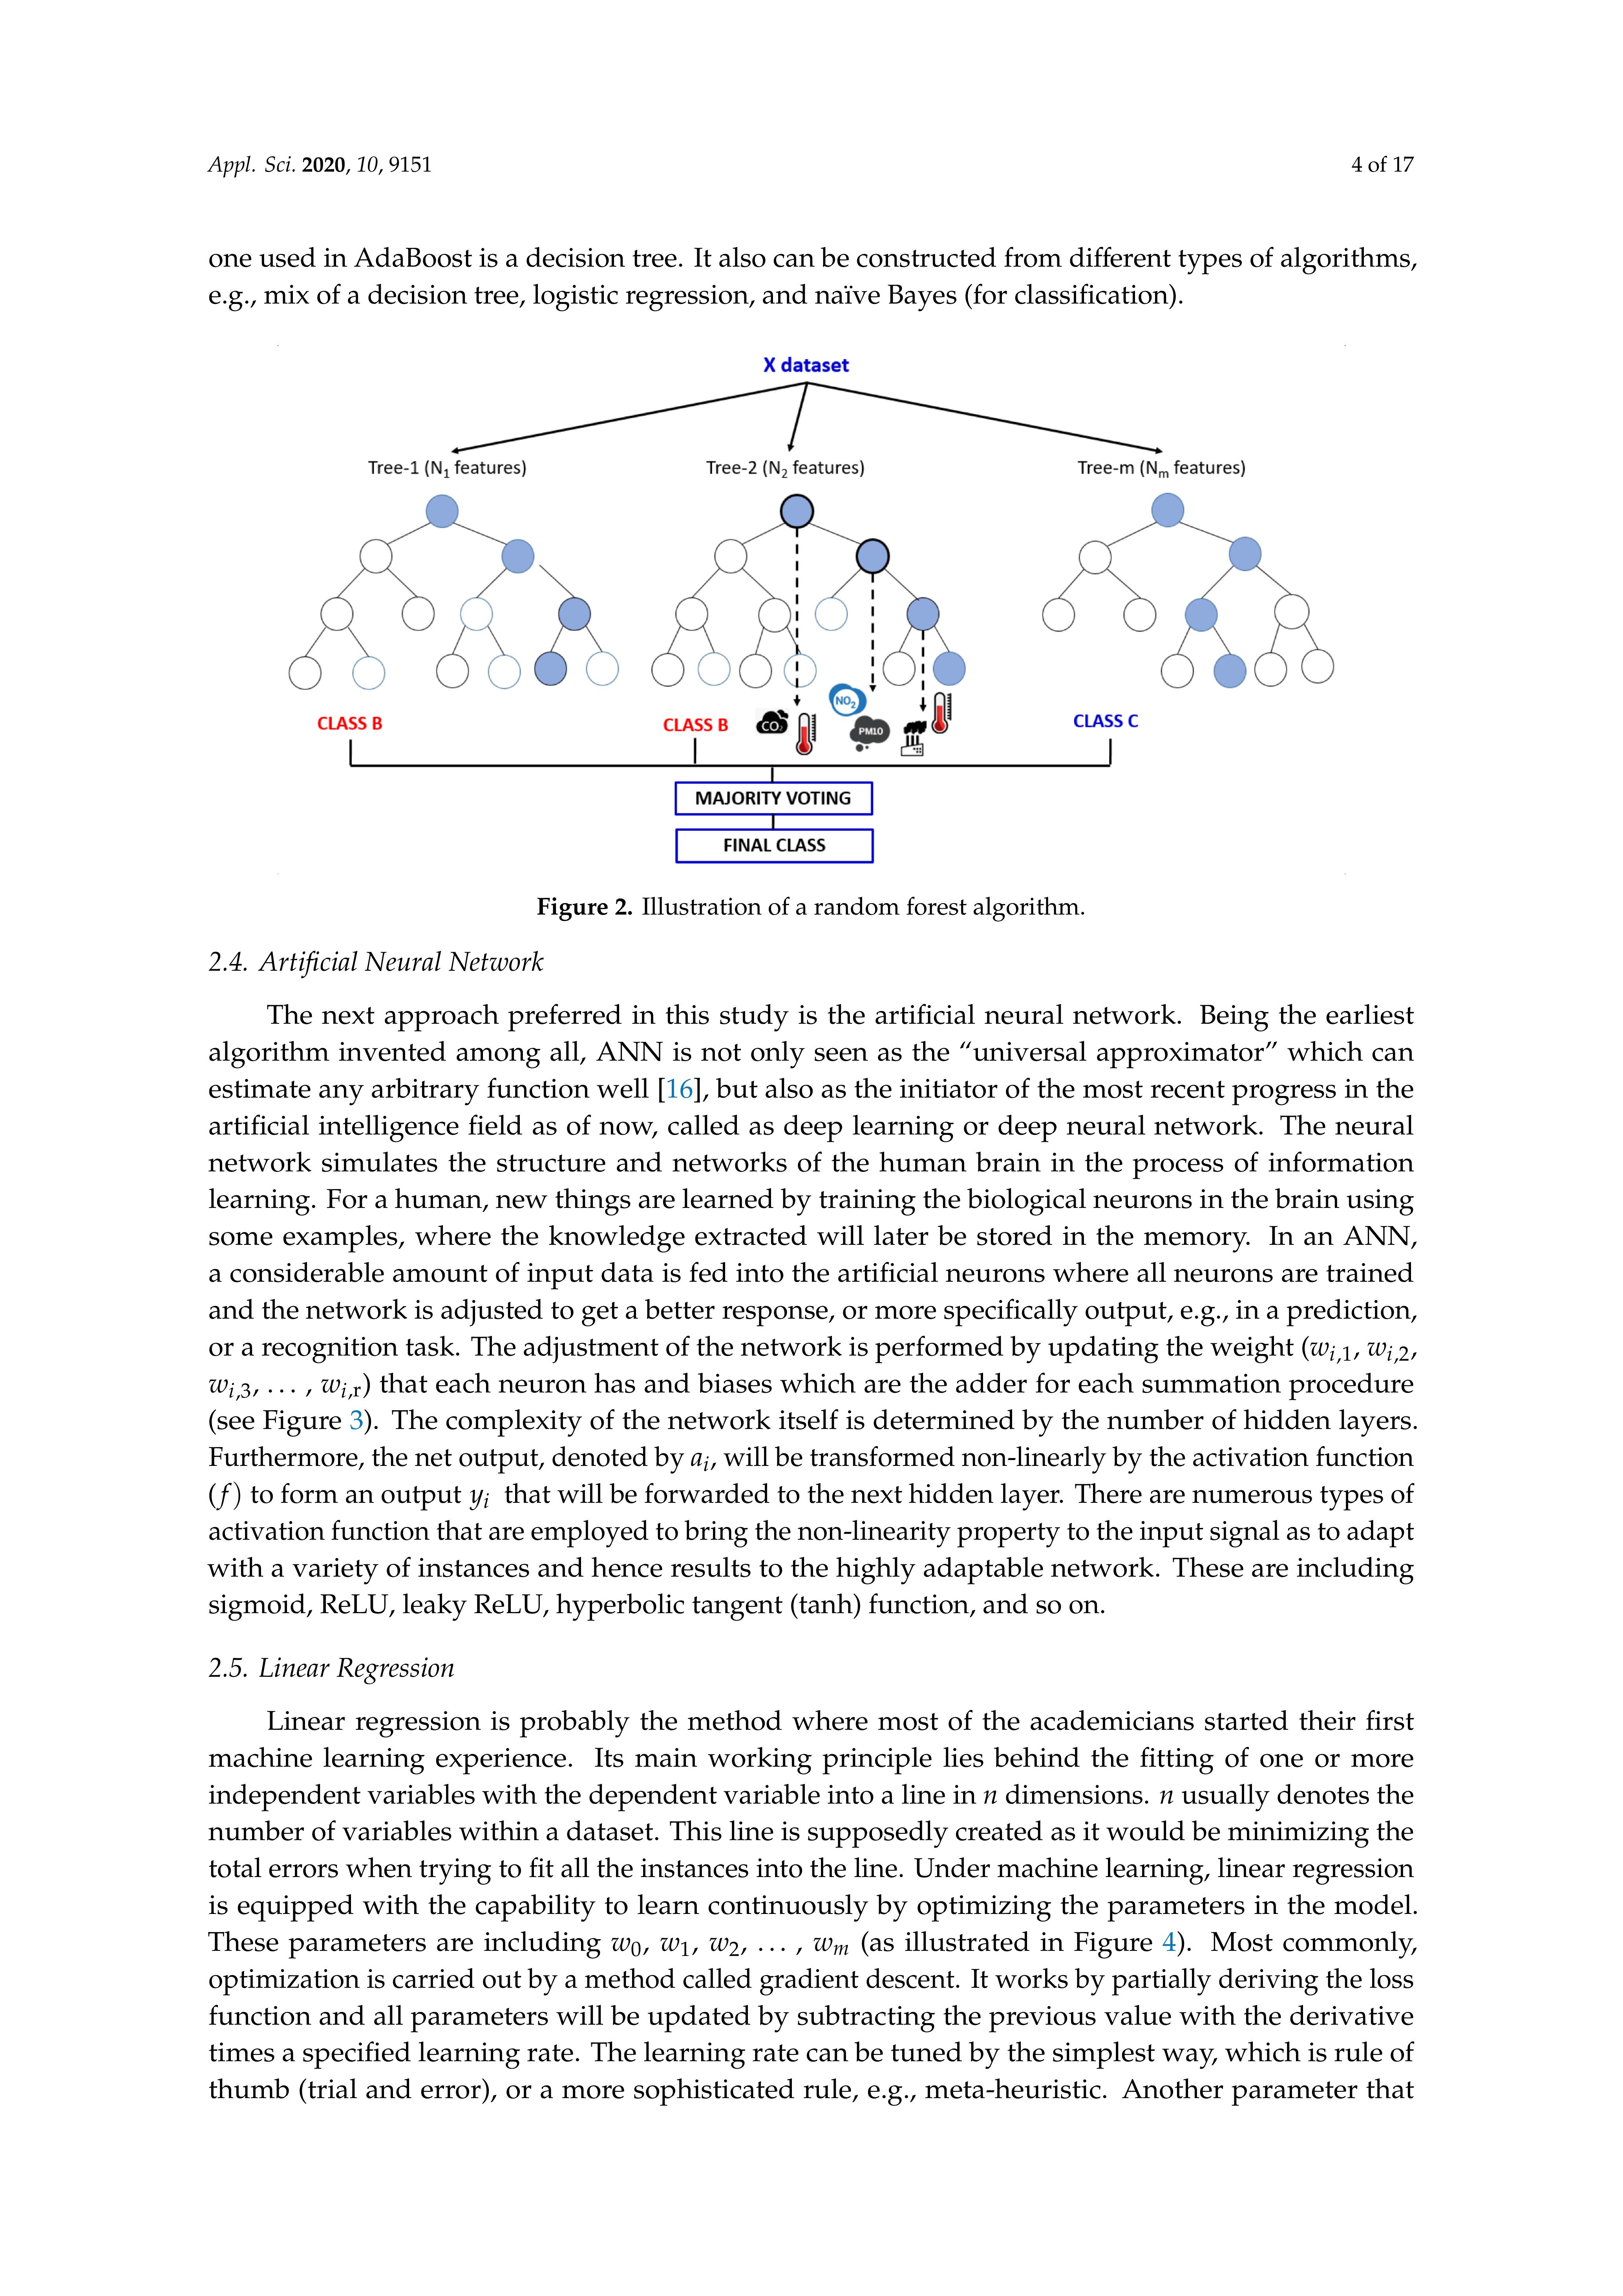 Appl. Sci. 2020, 10, 9151 4 of 17
one used in AdaBoost is a decision tree. It also can be constructed from different types of algorithms,
e.g., mix of a decision tree, logistic regression, and naïve Bayes (for classification).
X dataset
Tree-1 (N1 features) Tree-2 (N2 features) Tree-m (Nm features)
NO2
CO2
PM10
CLASS B CLASS B CLASS C
MAJORITY VOTING
FINAL CLASS
Figure 2. Illustration of a random forest algorithm.
2.4. Artificial Neural Network
The next approach preferred in this study is the artificial neural network. Being the earliest
algorithm invented among all, ANN is not only seen as the “universal approximator” which can
estimate any arbitrary function well [16], but also as the initiator of the most recent progress in the
artificial intelligence field as of now, called as deep learning or deep neural network. The neural
network simulates the structure and networks of the human brain in the process of information
learning. For a human, new things are learned by training the biological neurons in the brain using
some examples, where the knowledge extracted will later be stored in the memory. In an ANN,
a considerable amount of input data is fed into the artificial neurons where all neurons are trained
and the network is adjusted to get a better response, or more specifically output, e.g., in a prediction,
or a recognition task. The adjustment of the network is performed by updating the weight (wi,1, wi,2,
wi,3, . . . , wi,r) that each neuron has and biases which are the adder for each summation procedure
(see Figure 3). The complexity of the network itself is determined by the number of hidden layers.
Furthermore, the net output, denoted by ai, will be transformed non-linearly by the activation function
(f) to form an output yi that will be forwarded to the next hidden layer. There are numerous types of
activation function that are employed to bring the non-linearity property to the input signal as to adapt
with a variety of instances and hence results to the highly adaptable network. These are including
sigmoid, ReLU, leaky ReLU, hyperbolic tangent (tanh) function, and so on.
2.5. Linear Regression
Linear regression is probably the method where most of the academicians started their first
machine learning experience. Its main working principle lies behind the fitting of one or more
independent variables with the dependent variable into a line in n dimensions. n usually denotes the
number of variables within a dataset. This line is supposedly created as it would be minimizing the
total errors when trying to fit all the instances into the line. Under machine learning, linear regression
is equipped with the capability to learn continuously by optimizing the parameters in the model.
These parameters are including w0, w1, w2, . . . , wm (as illustrated in Figure 4). Most commonly,
optimization is carried out by a method called gradient descent. It works by partially deriving the loss
function and all parameters will be updated by subtracting the previous value with the derivative
times a specified learning rate. The learning rate can be tuned by the simplest way, which is rule of
thumb (trial and error), or a more sophisticated rule, e.g., meta-heuristic. Another parameter that